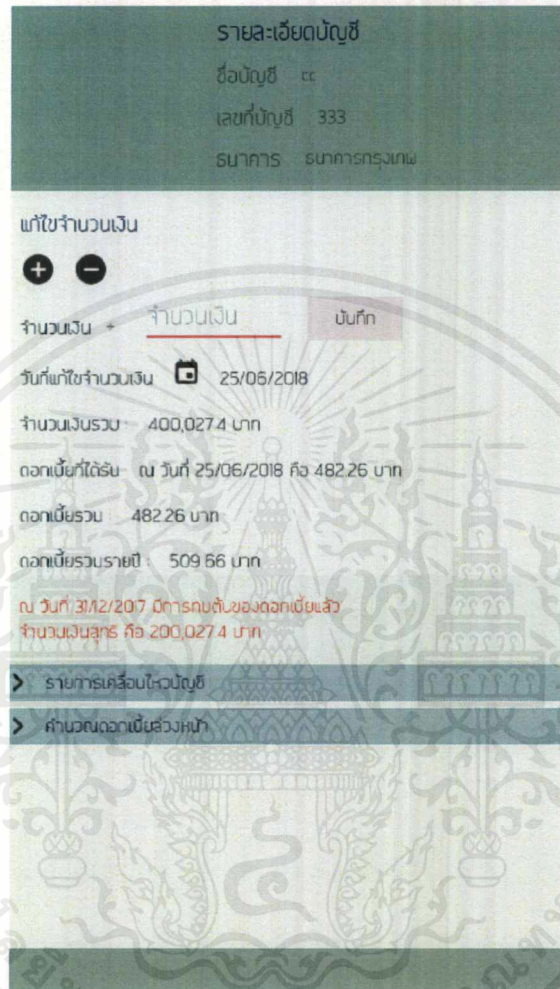 รายละเอียดบัญชี
ชื่อบัญชี cc
เลขที่บัญชี 333
ธนาคาร ธนาคารกรุงเทพ
แก้ไขจำนวนเงิน
จำนวนเงิน + จำนวนเงิน บันทึก
วันที่แก้ไขจำนวนเงิน 25/06/2018
จำนวนเงินรวม : 400,027.4 บาท
ดอกเบี้ยที่ได้รับ ณ วันที่ 25/06/2018 คือ 482.26 บาท
ดอกเบี้ยรวม 482.26 บาท
ดอกเบี้ยรวมรายปี : 509.66 บาท
ณ วันที่ 31/12/2017 มีการทบต้นของดอกเบี้ยแล้ว
จำนวนเงินสุทธิ คือ 200,027.4 บาท
รายการเคลื่อนไหวบัญชี
คำนวณดอกเบี้ยล่วงหน้า